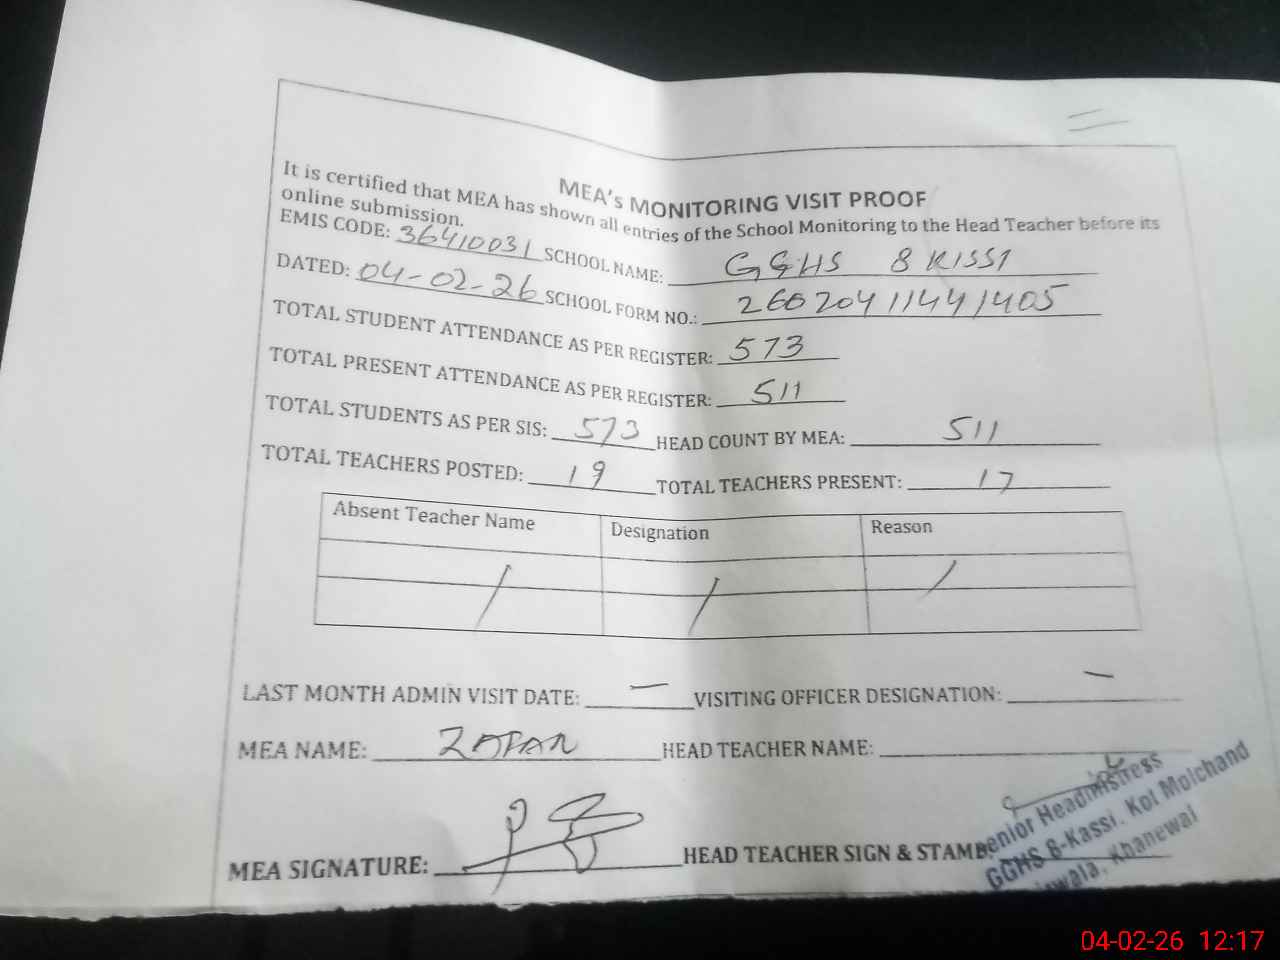 MEA's MONITORING VISIT PROOF
It is certified that MEA has shown all entries of the School Monitoring to the Head Teacher before its
online submission.
EMIS CODE: 36410031 SCHOOL NAME: GGHS 8 KISSI
DATED: 04-02-26 SCHOOL FORM NO.: 26020411441405
TOTAL STUDENT ATTENDANCE AS PER REGISTER: 573
TOTAL PRESENT ATTENDANCE AS PER REGISTER: 511
TOTAL STUDENTS AS PER SIS: 573 HEAD COUNT BY MEA: 511
TOTAL TEACHERS POSTED: 19 TOTAL TEACHERS PRESENT: 17
Absent Teacher Name Designation Reason
LAST MONTH ADMIN VISIT DATE: — VISITING OFFICER DESIGNATION: —
MEA NAME: HEAD TEACHER NAME:
MEA SIGNATURE: HEAD TEACHER SIGN & STAMP
Senior Headmistress
GGHS 8-Kassi. Kot Molchand
Khanewal
04-02-26 12:17